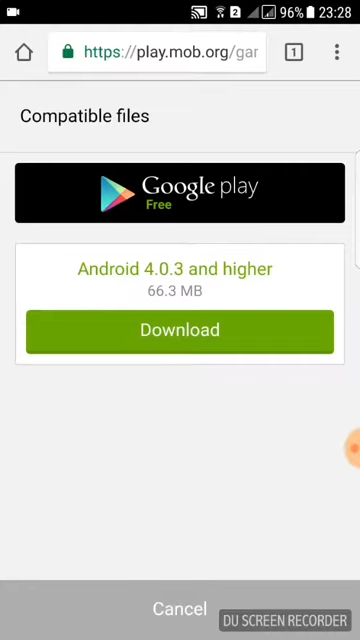 2
96% 23:28
https://play.mob.org/gar
1
Compatible files
Google play
Free
Android 4.0.3 and higher
66.3 MB
Download
Cancel
DU SCREEN RECORDER